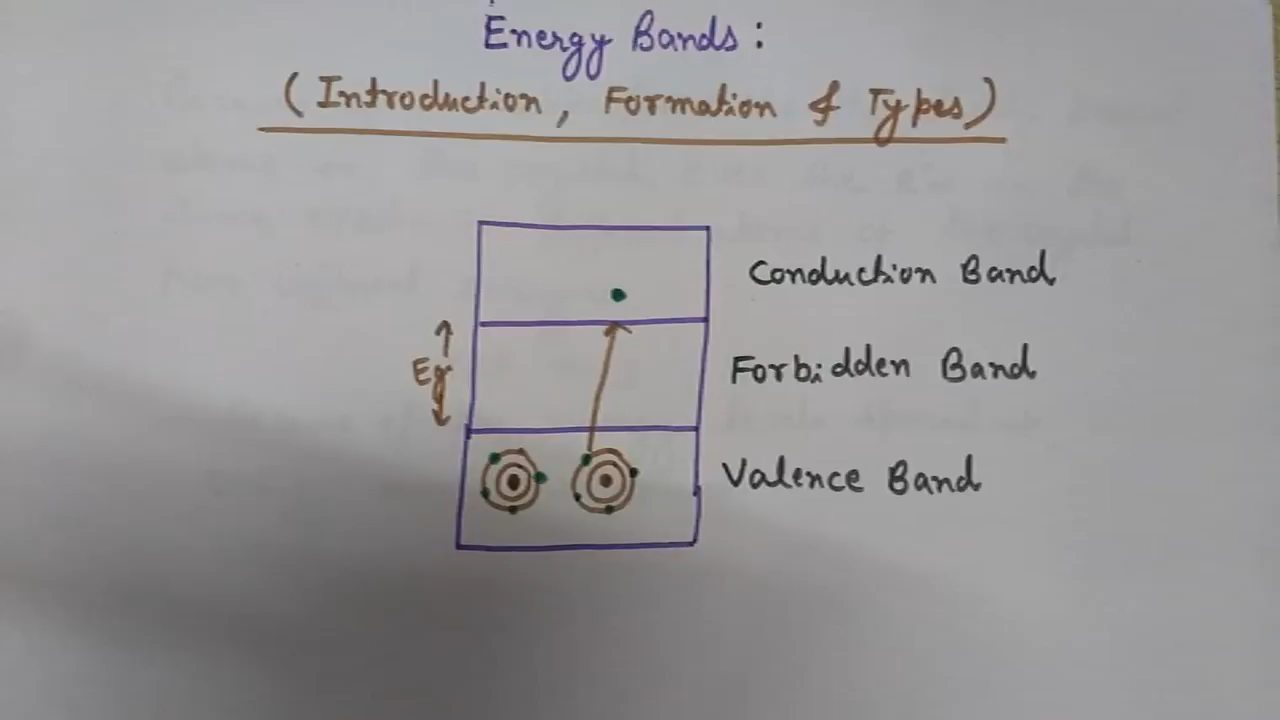 Energy Bands:
(Introduction, Formation & Types)
Conduction Band
Eg
Forbidden Band
Valence Band